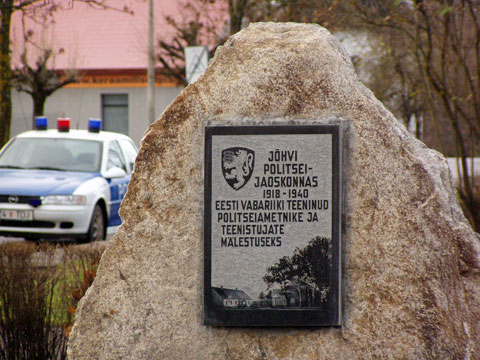 JÕHVI
POLITSEI-
JAOSKONNAS
1918-1940
EESTI VABARIIKI TEENINUD
POLITSEIAMETNIKE JA
TEENISTUJATE
MÄLESTUSEKS